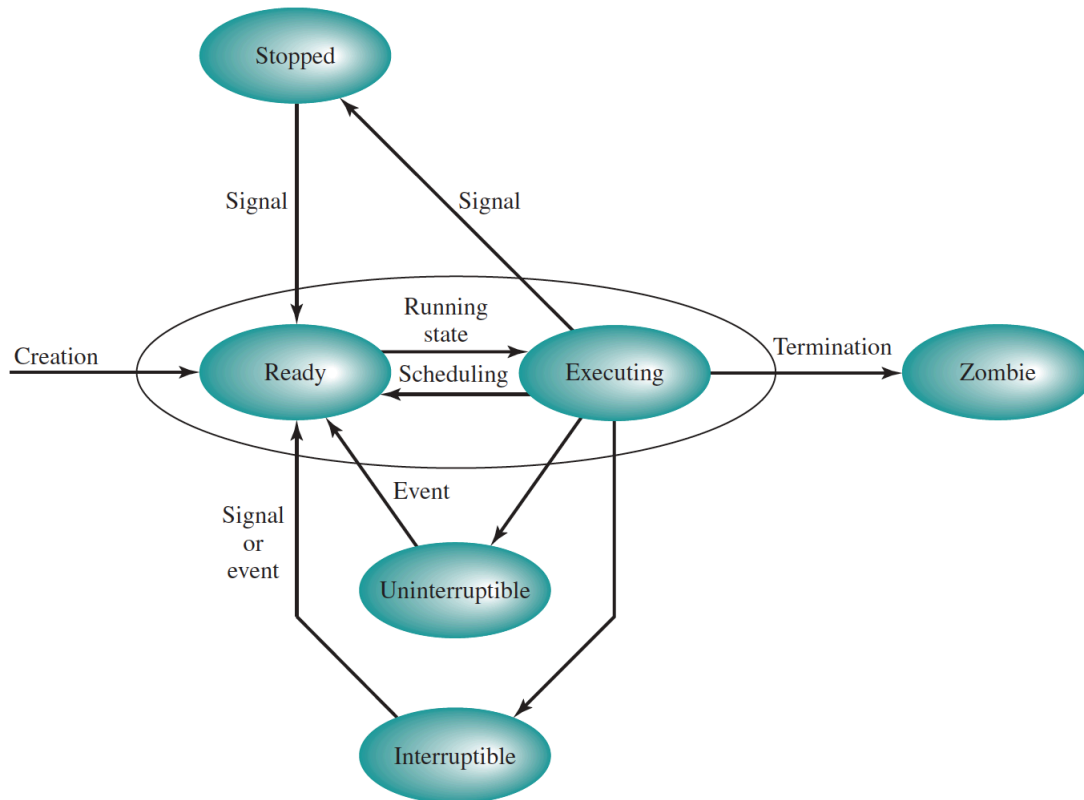 Stopped
Signal
Signal
Running
state
Creation
Ready
Scheduling
Executing
Termination
Zombie
Event
Signal
or
event
Uninterruptible
Interruptible